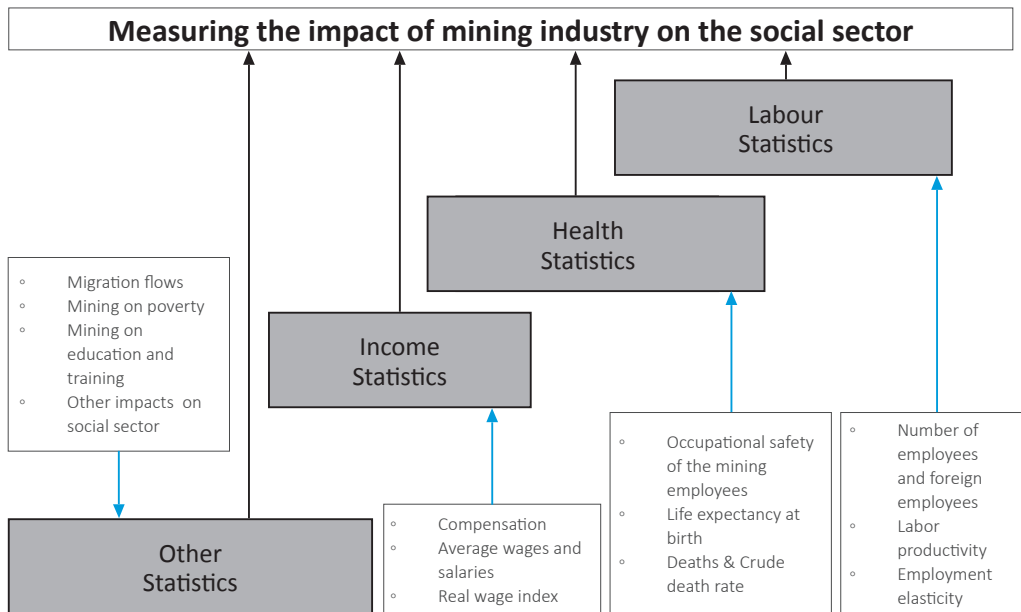 Measuring the impact of mining industry on the social sector
Labour
Statistics
Health
Statistics
Income
Statistics
Other
Statistics
◦ Migration flows
◦ Mining on poverty
◦ Mining on
education and
training
◦ Other impacts on
social sector
◦ Compensation
◦ Average wages and
salaries
◦ Real wage index
◦ Occupational safety
of the mining
employees
◦ Life expectancy at
birth
◦ Deaths & Crude
death rate
◦ Number of
employees
and foreign
employees
◦ Labor
productivity
◦ Employment
elasticity